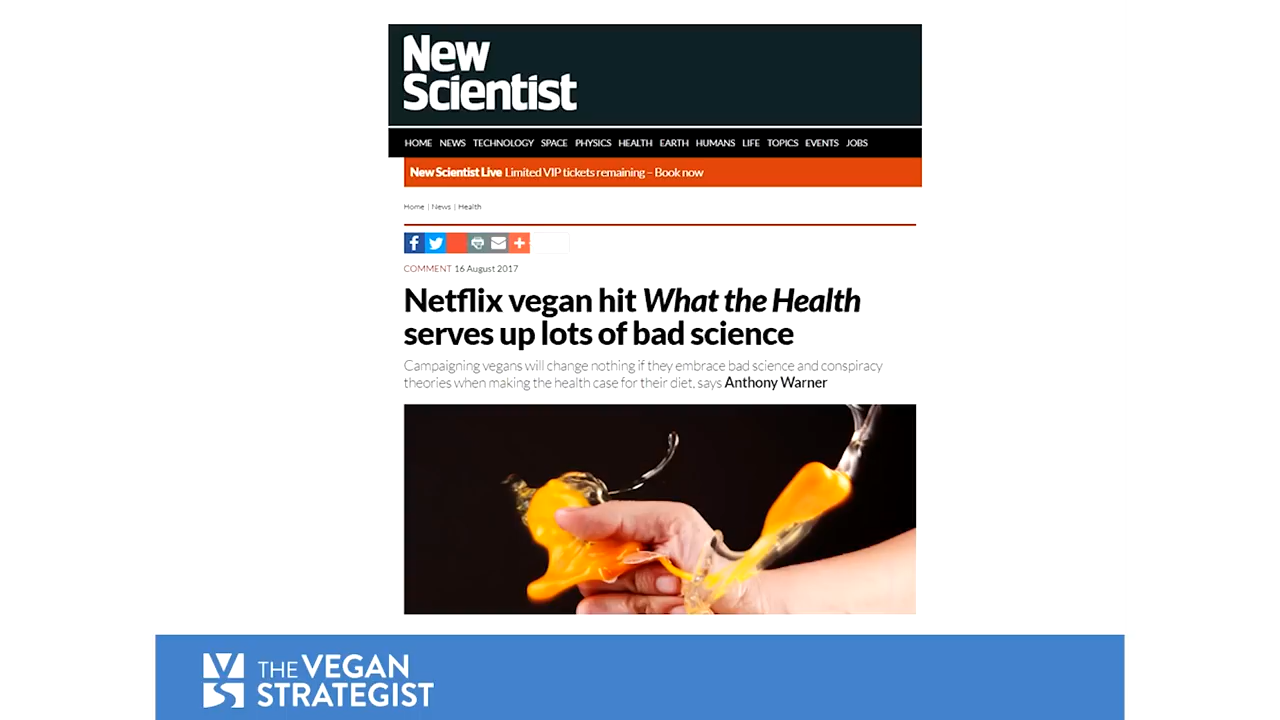 New
Scientist
HOME NEWS TECHNOLOGY SPACE PHYSICS HEALTH EARTH HUMANS LIFE TOPICS EVENTS JOBS
New Scientist Live Limited VIP tickets remaining – Book now
Home | News | Health
COMMENT 16 August 2017
Netflix vegan hit What the Health
serves up lots of bad science
Campaigning vegans will change nothing if they embrace bad science and conspiracy
theories when making the health case for their diet, says Anthony Warner
THE VEGAN
STRATEGIST